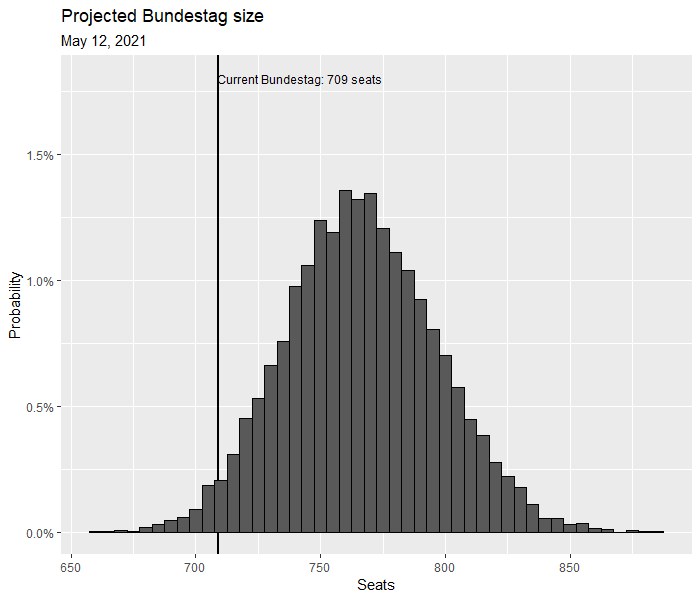 Projected Bundestag size
May 12, 2021
Current Bundestag: 709 seats
1.5%
1.0%
0.5%
0.0%
Probability
650
700
750
800
850
Seats